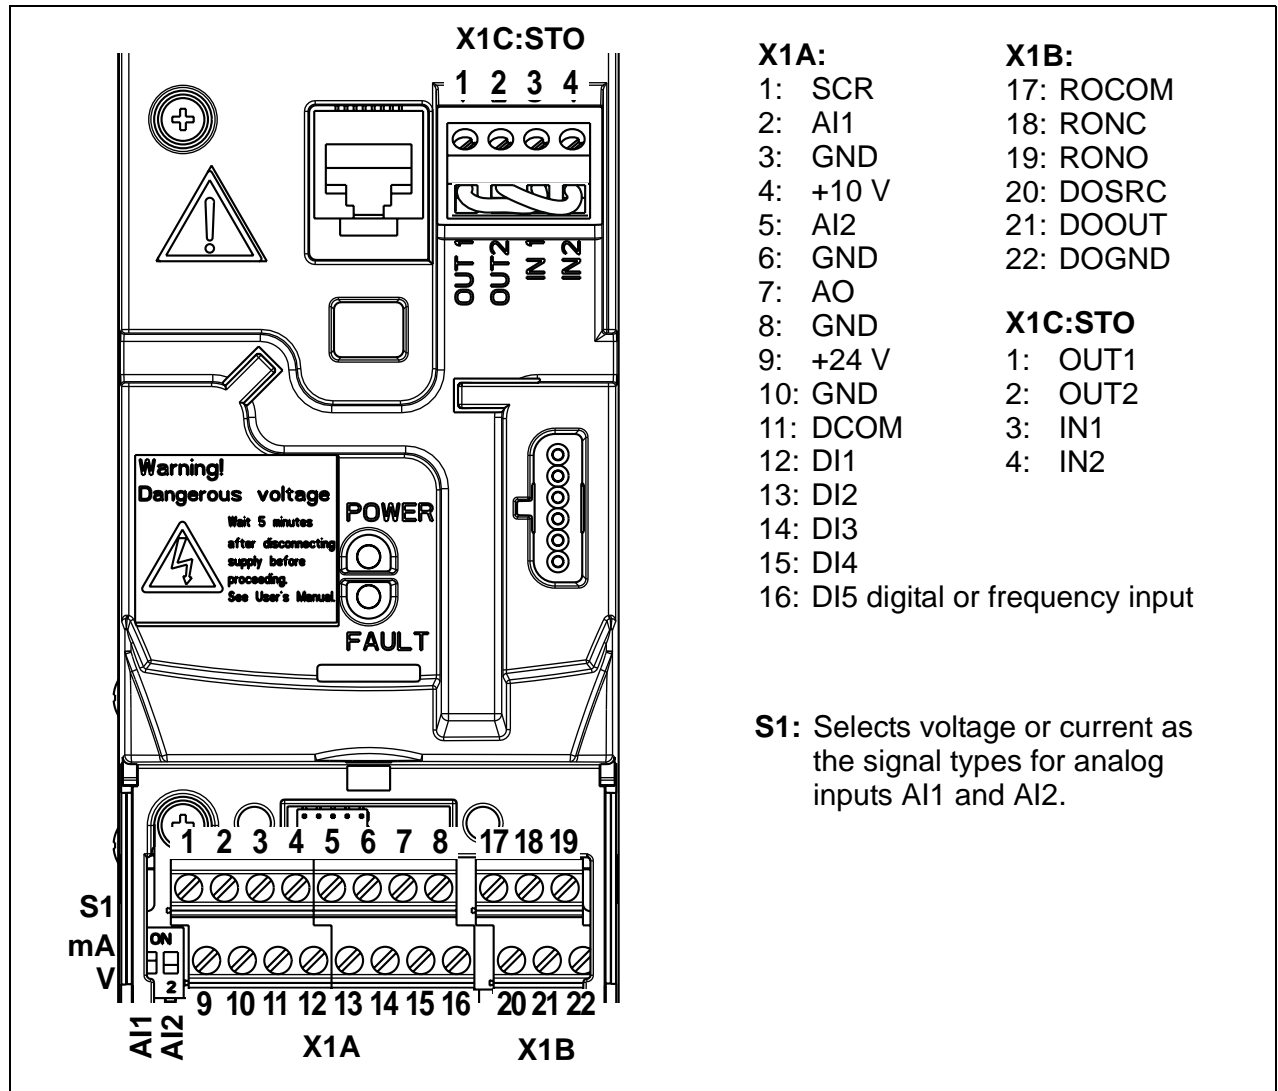 X1C:STO
1 2 3 4
OUT 1
OUT2
IN 1
IN2
Warning!
Dangerous voltage
Wait 5 minutes
after disconnecting
supply before
proceeding.
See User's Manual.
POWER
FAULT
1 2 3 4 5 6 7 8 17 18 19
S1
mA
V
ON
2
9 10 11 12 13 14 15 16 20 21 22
AI1
AI2
X1A
X1B
X1A:
1: SCR
2: AI1
3: GND
4: +10 V
5: AI2
6: GND
7: AO
8: GND
9: +24 V
10: GND
11: DCOM
12: DI1
13: DI2
14: DI3
15: DI4
16: DI5 digital or frequency input
X1B:
17: ROCOM
18: RONC
19: RONO
20: DOSRC
21: DOOUT
22: DOGND
X1C:STO
1: OUT1
2: OUT2
3: IN1
4: IN2
S1: Selects voltage or current as
the signal types for analog
inputs AI1 and AI2.